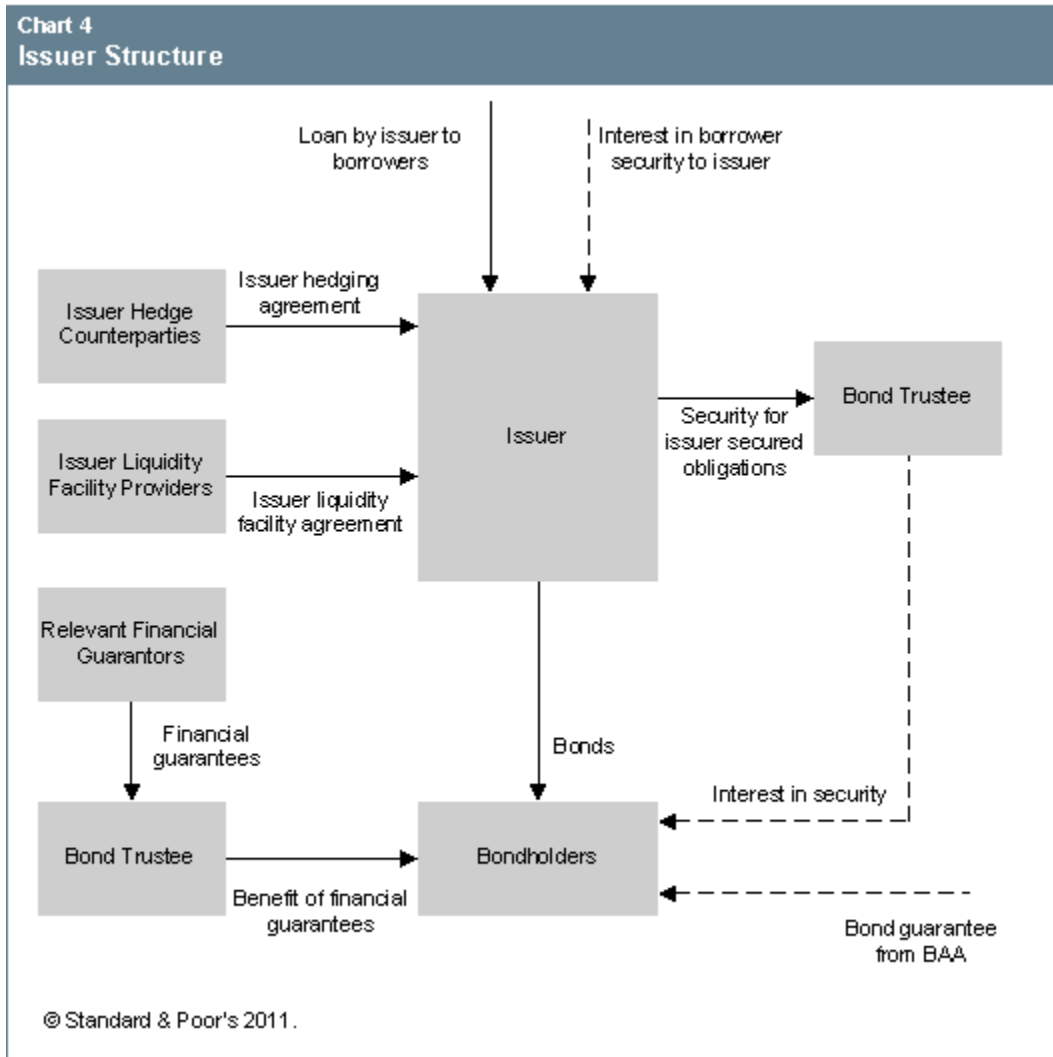 Chart 4
Issuer Structure
Loan by issuer to
borrowers
Interest in borrower
security to issuer
Issuer Hedge
Counterparties
Issuer hedging
agreement
Issuer
Bond Trustee
Security for
issuer secured
obligations
Issuer Liquidity
Facility Providers
Issuer liquidity
facility agreement
Relevant Financial
Guarantors
Financial
guarantees
Bonds
Interest in security
Bond Trustee
Benefit of financial
guarantees
Bondholders
Bond guarantee
from BAA
© Standard & Poor's 2011.